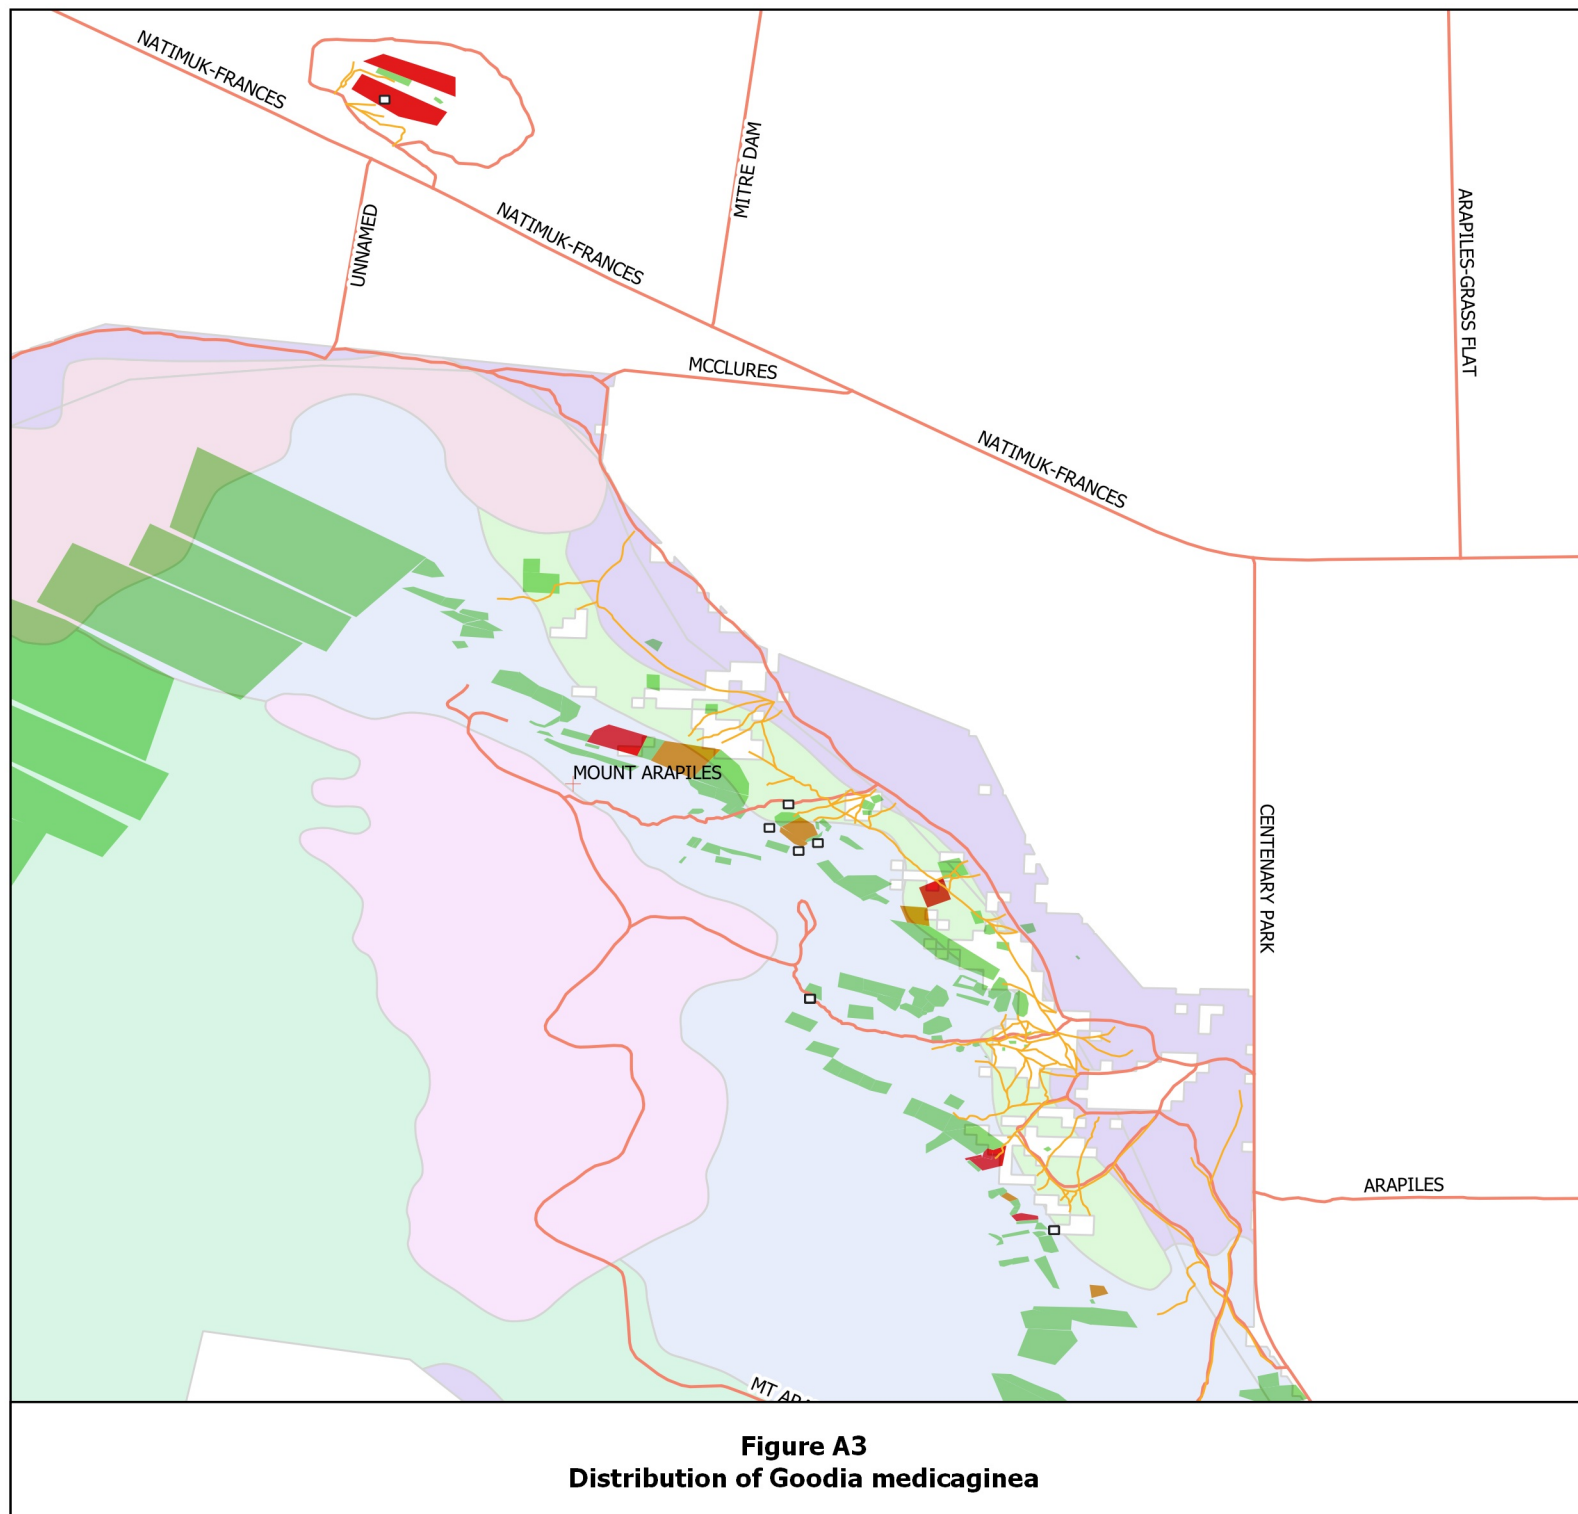 NATIMUK-FRANCES
MITRE DAM
ARAPILES-GRASS FLAT
UNNAMED
NATIMUK-FRANCES
MCCLURES
NATIMUK-FRANCES
MOUNT ARAPILES
CENTENARY PARK
ARAPILES
MT
Figure A3
Distribution of Goodia medicaginea